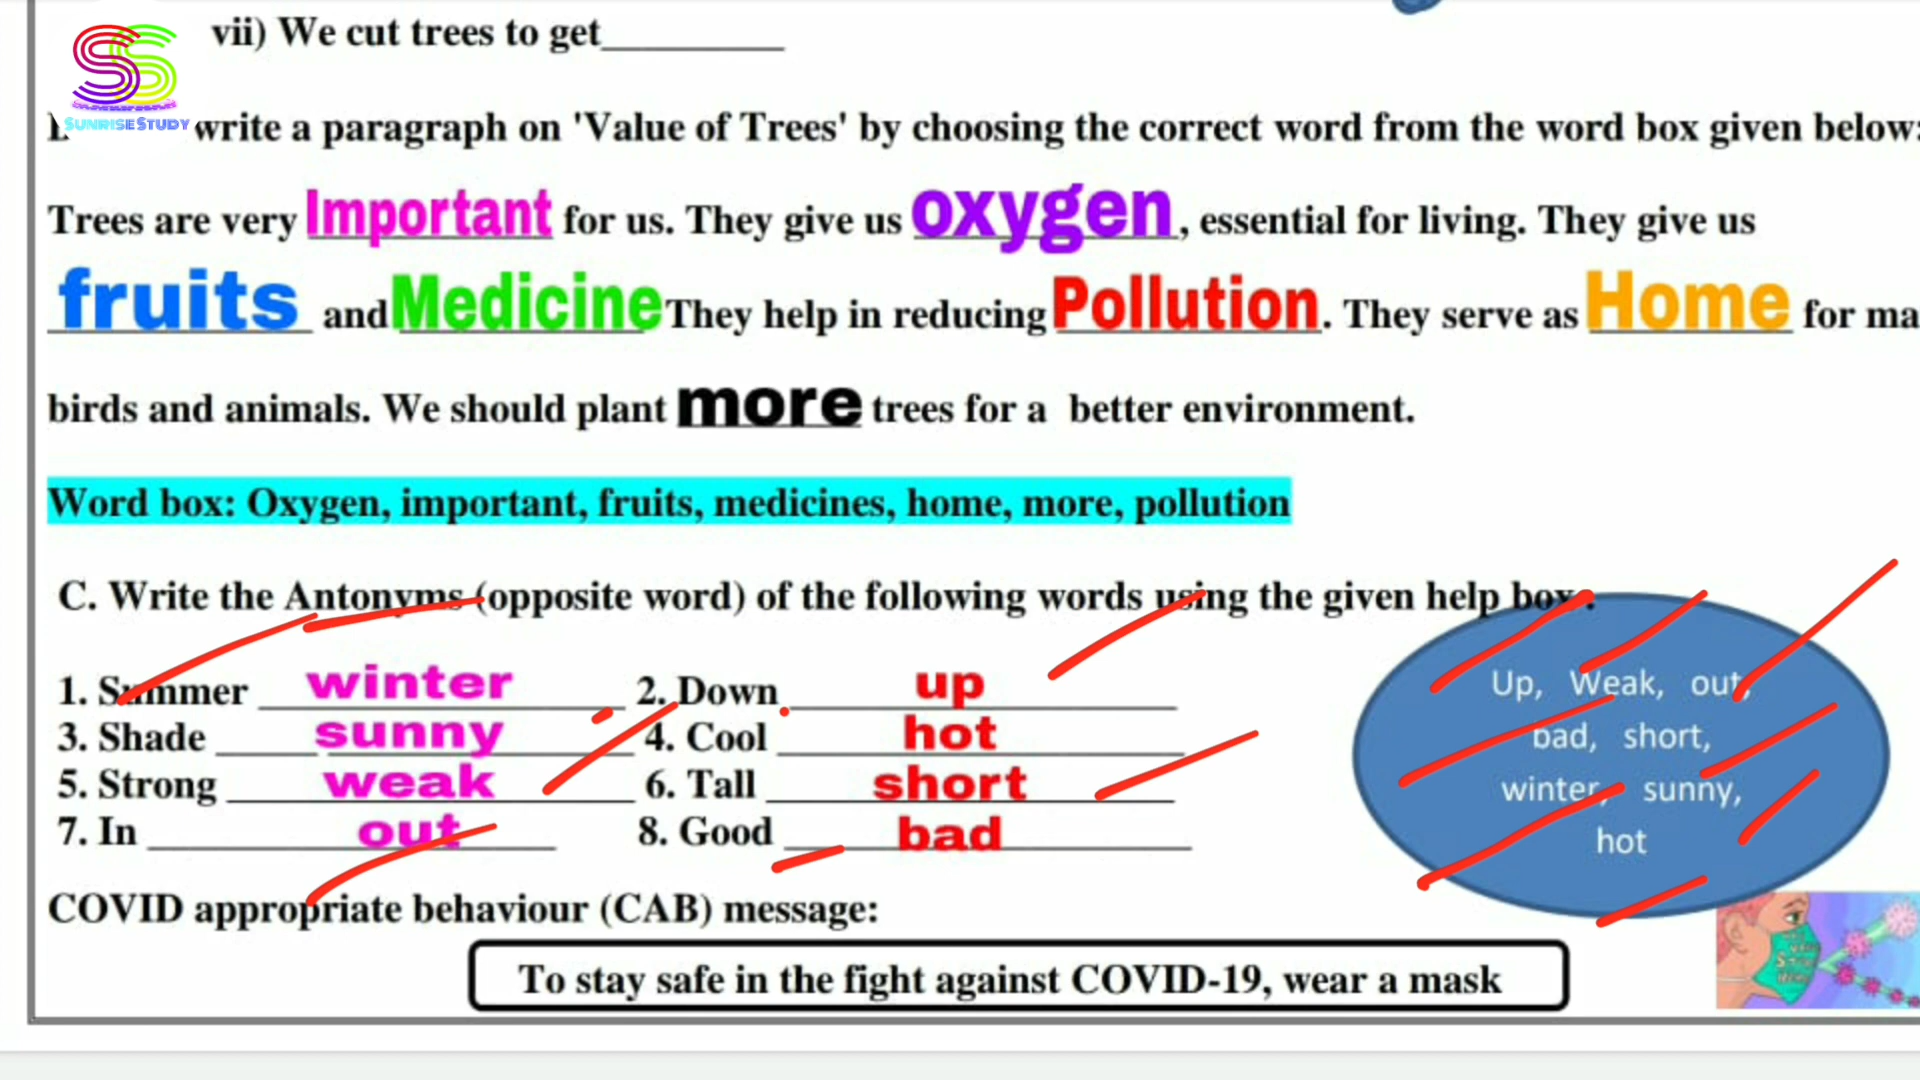 vii) We cut trees to get__________
SUNRISESTUDY
write a paragraph on 'Value of Trees' by choosing the correct word from the word box given below:
Trees are very Important for us. They give us oxygen, essential for living. They give us
fruits and Medicine They help in reducing Pollution. They serve as Home for ma
birds and animals. We should plant more trees for a better environment.
Word box: Oxygen, important, fruits, medicines, home, more, pollution
C. Write the Antonyms (opposite word) of the following words using the given help box.
1. Summer winter 2. Down up
3. Shade sunny 4. Cool hot
5. Strong weak 6. Tall short
7. In out 8. Good bad
Up, Weak, out,
bad, short,
winter, sunny,
hot
COVID appropriate behaviour (CAB) message:
To stay safe in the fight against COVID-19, wear a mask